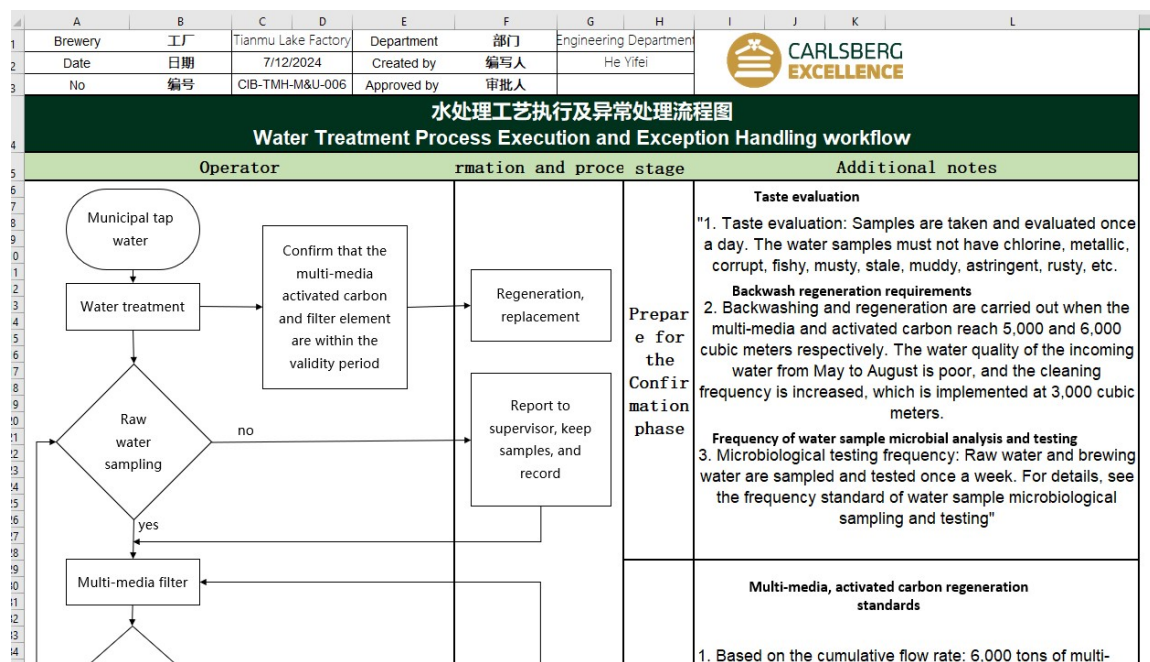 A B C D E F G H I J K L
Brewery 工厂 Tianmu Lake Factory Department 部门 Engineering Department
Date 日期 7/12/2024 Created by 编写人 He Yifei
No 编号 CIB-TMH-M&U-006 Approved by 审批人
CARLSBERG
EXCELLENCE
水处理工艺执行及异常处理流程图
Water Treatment Process Execution and Exception Handling workflow
Operator rmation and proce stage Additional notes
Municipal tap
water
Water treatment
Confirm that the
multi-media
activated carbon
and filter element
are within the
validity period
Regeneration,
replacement
Raw
water
sampling
no
yes
Report to
supervisor, keep
samples, and
record
Multi-media filter
Prepar
e for
the
Confir
mation
phase
Taste evaluation
"1. Taste evaluation: Samples are taken and evaluated once
a day. The water samples must not have chlorine, metallic,
corrupt, fishy, musty, stale, muddy, astringent, rusty, etc.
Backwash regeneration requirements
2. Backwashing and regeneration are carried out when the
multi-media and activated carbon reach 5,000 and 6,000
cubic meters respectively. The water quality of the incoming
water from May to August is poor, and the cleaning
frequency is increased, which is implemented at 3,000 cubic
meters.
Frequency of water sample microbial analysis and testing
3. Microbiological testing frequency: Raw water and brewing
water are sampled and tested once a week. For details, see
the frequency standard of water sample microbiological
sampling and testing"
Multi-media, activated carbon regeneration
standards
1. Based on the cumulative flow rate: 6,000 tons of multi-